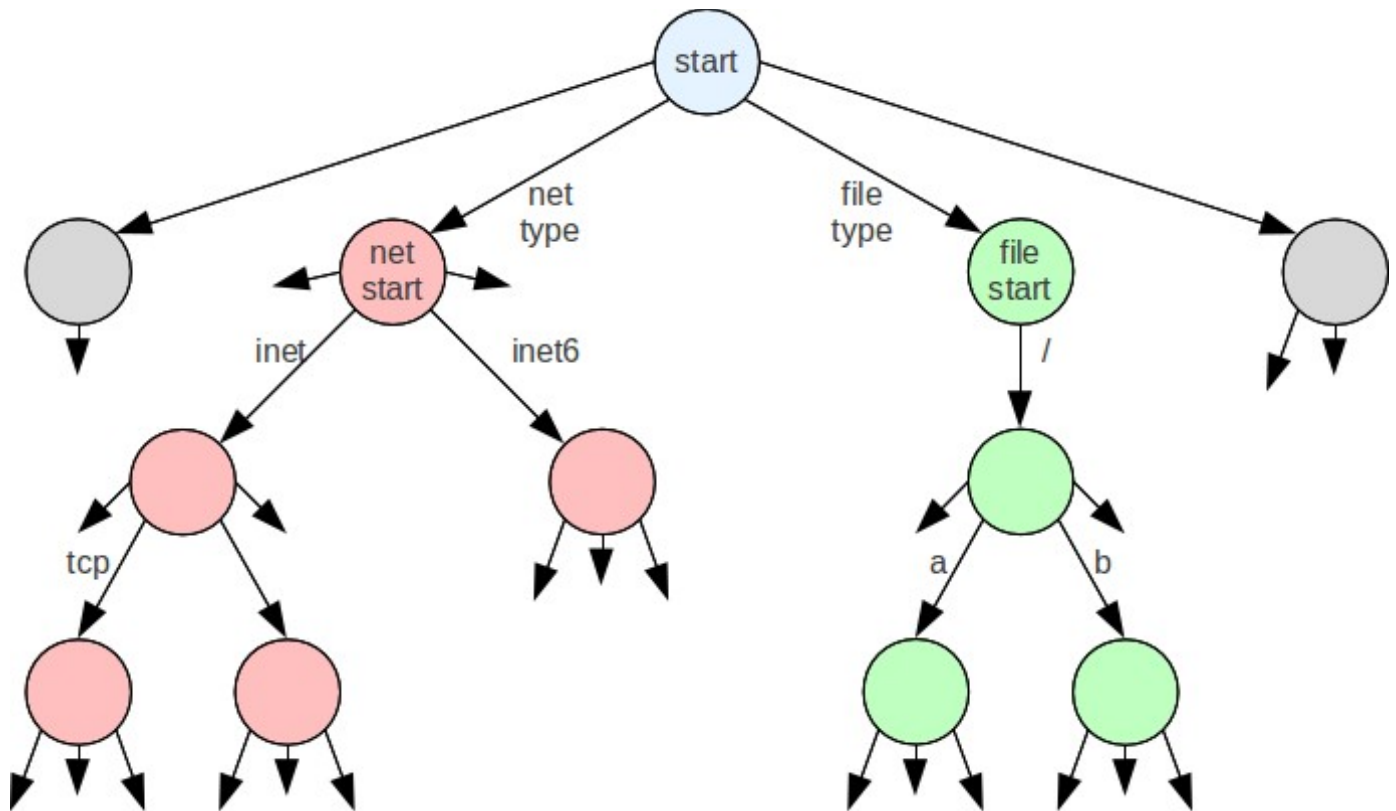 start
net
type
file
type
net
start
file
start
inet
inet6
/
tcp
a
b